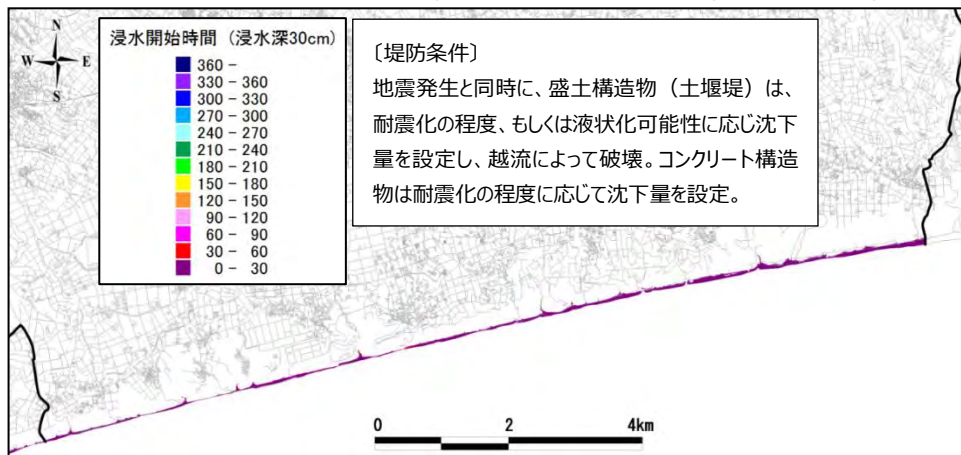 N
W E
S
浸水開始時間 (浸水深30cm)
360 -
330 - 360
300 - 330
270 - 300
240 - 270
210 - 240
180 - 210
150 - 180
120 - 150
90 - 120
60 - 90
30 - 60
0 - 30
〔堤防条件〕
地震発生と同時に、盛土構造物（土堰堤）は、
耐震化の程度、もしくは液状化可能性に応じ沈下
量を設定し、越流によって破壊。コンクリート構造
物は耐震化の程度に応じて沈下量を設定。
0 2 4km